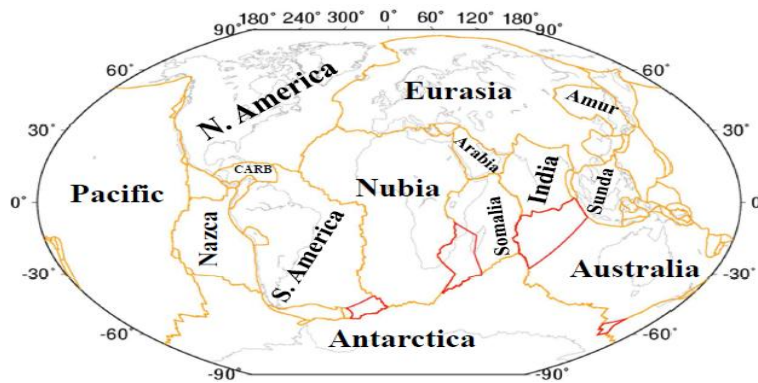 180° 240° 300° 0° 60° 120° 180°
90° 90°
60° 60°
30° 30°
0° 0°
-30° -30°
-60° -60°
-90° -90°
N. America
Eurasia
Amur
CARB
Arabia
Pacific
Nubia
India
Sunda
Nazca
S. America
Somalia
Australia
Antarctica